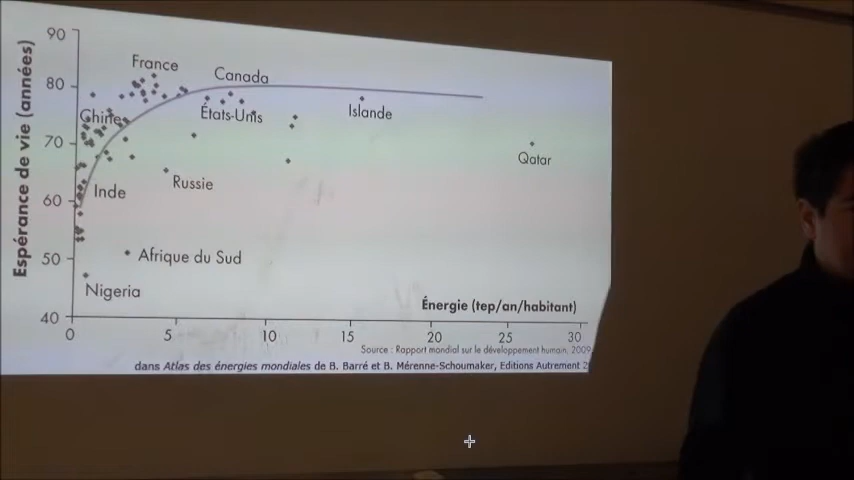 90
France
80
Canada
Chine
États-Unis
Islande
70
Qatar
Inde
Russie
60
Espérance de vie (années)
50
Afrique du Sud
Nigeria
Énergie (tep/an/habitant)
40
0 5 10 15 20 25 30
Source : Rapport mondial sur le développement humain, 2009
dans Atlas des énergies mondiales de B. Barré et B. Mérenne-Schoumaker, Editions Autrement